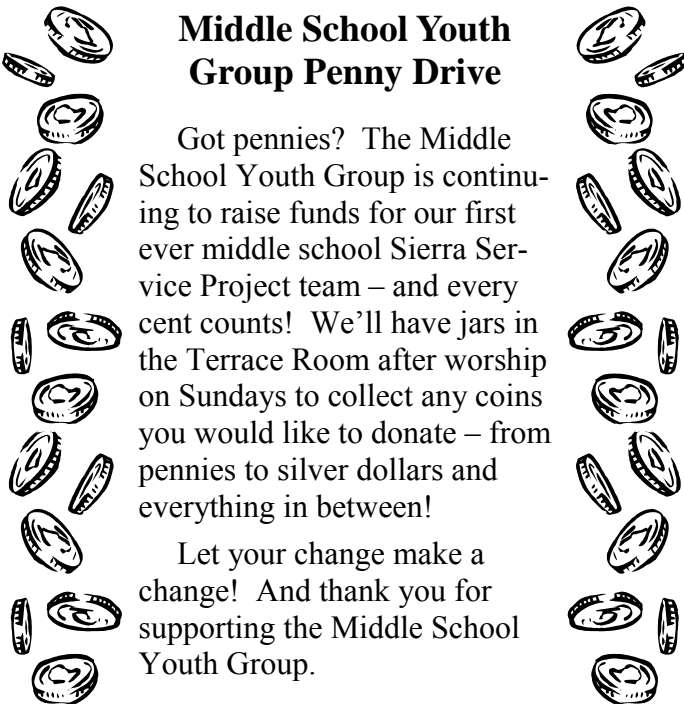 Middle School Youth
Group Penny Drive
Got pennies?  The Middle
School Youth Group is continu-
ing to raise funds for our first
ever middle school Sierra Ser-
vice Project team – and every
cent counts!  We’ll have jars in
the Terrace Room after worship
on Sundays to collect any coins
you would like to donate – from
pennies to silver dollars and
everything in between!
Let your change make a
change!  And thank you for
supporting the Middle School
Youth Group.